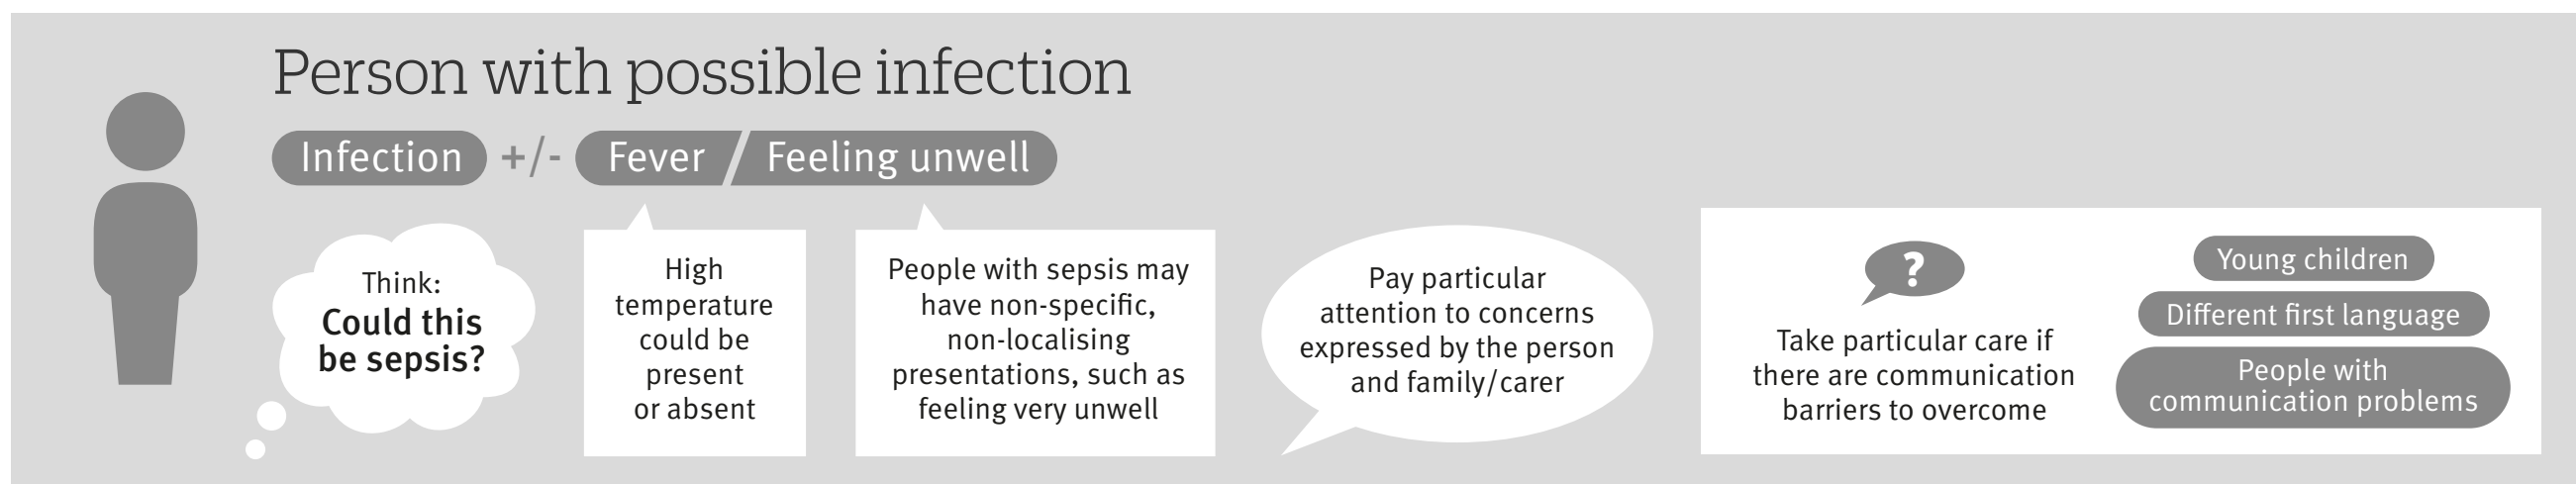 Person with possible infection
Infection +/- Fever / Feeling unwell
Think:
Could this
be sepsis?
High
temperature
could be
present
or absent
People with sepsis may
have non-specific,
non-localising
presentations, such as
feeling very unwell
Pay particular
attention to concerns
expressed by the person
and family/carer
?
Take particular care if
there are communication
barriers to overcome
Young children
Different first language
People with
communication problems